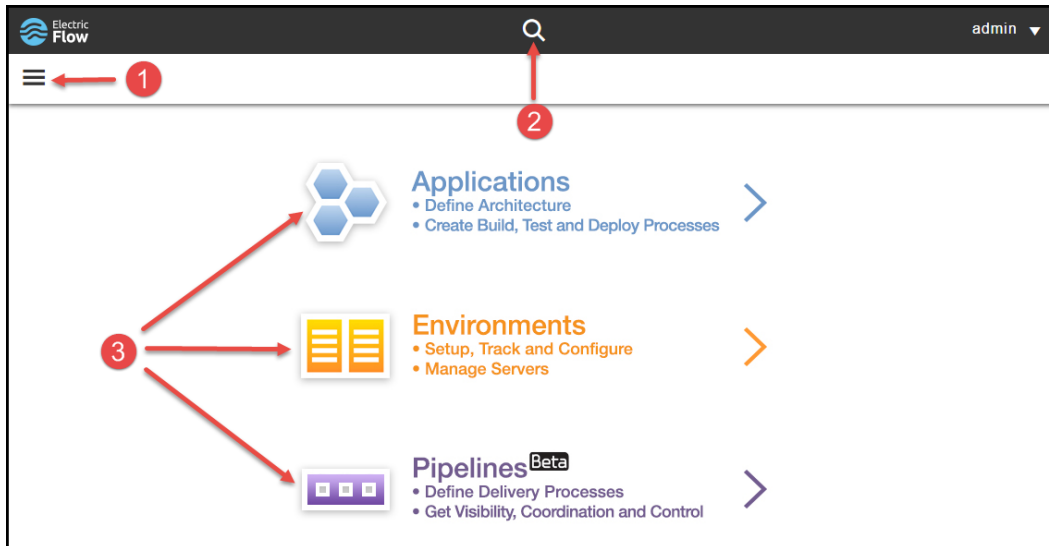 Electric
Flow
admin
1
2
Applications
• Define Architecture
• Create Build, Test and Deploy Processes
3
Environments
• Setup, Track and Configure
• Manage Servers
Pipelines Beta
• Define Delivery Processes
• Get Visibility, Coordination and Control